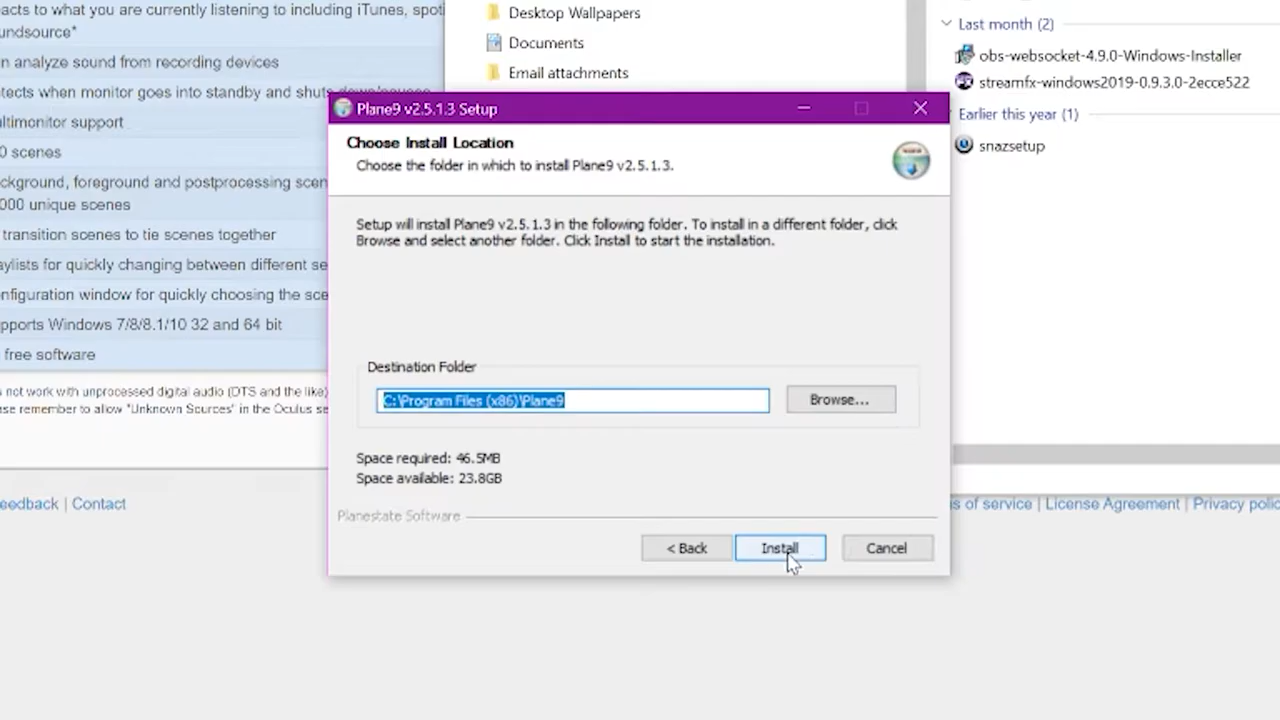 acts to what you are currently listening to including iTunes,
undsource*
n analyze sound from recording devices
tects when monitor goes into standby and shuts
ltimonitor support
0 scenes
ckground, foreground and postprocessing scen
000 unique scenes
transition scenes to tie scenes together
aylists for quickly changing between different se
nfiguration window for quickly choosing the sce
pports Windows 7/8/8.1/10 32 and 64 bit
free software
s not work with unprocessed digital audio (DTS and the like)
ase remember to allow "Unknown Sources" in the Oculus se
eedback | Contact
Desktop Wallpapers
Documents
Email attachments
Last month (2)
obs-websocket-4.9.0-Windows-Installer
streamfx-windows2019-0.9.3.0-2ecce522
Earlier this year (1)
snazsetup
Plane9 v2.5.1.3 Setup
Choose Install Location
Choose the folder in which to install Plane9 v2.5.1.3.
Setup will install Plane9 v2.5.1.3 in the following folder. To install in a different folder, click
Browse and select another folder. Click Install to start the installation.
Destination Folder
C:\Program Files (x86)\Plane9
Browse...
Space required: 46.5MB
Space available: 23.8GB
Planestate Software
< Back
Install
Cancel
s of service | License Agreement | Privacy polic